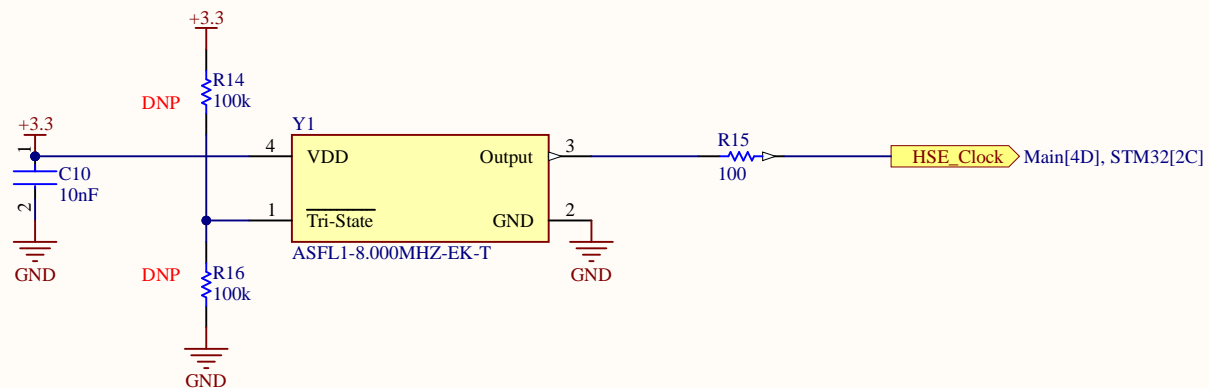 +3.3
R14
100k
DNP
+3.3
1
C10
10nF
2
GND
Y1
4
VDD
Output
3
1
Tri-State
GND
2
ASFL1-8.000MHZ-EK-T
GND
R15
100
HSE_Clock
Main[4D], STM32[2C]
DNP
R16
100k
GND